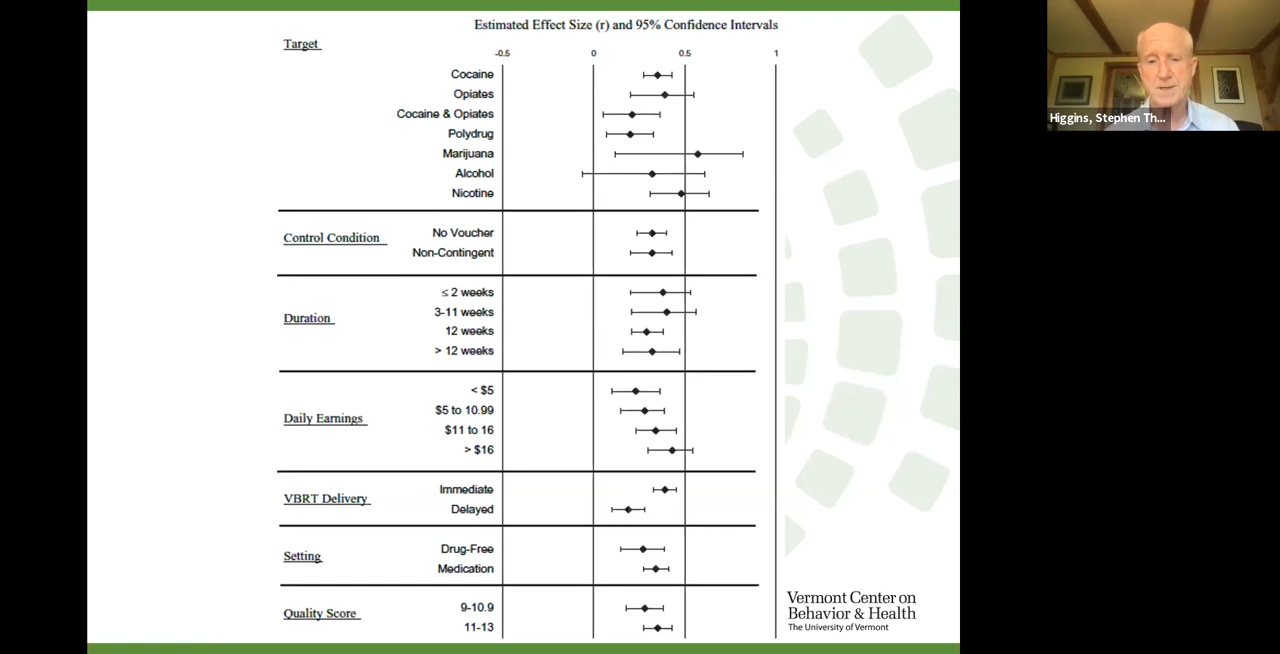 Estimated Effect Size (r) and 95% Confidence Intervals
Target
-0.5 0 0.5 1
Cocaine
Opiates
Cocaine & Opiates
Polydrug
Marijuana
Alcohol
Nicotine
Control Condition
No Voucher
Non-Contingent
Duration
≤ 2 weeks
3-11 weeks
12 weeks
> 12 weeks
Daily Earnings
< $5
$5 to 10.99
$11 to 16
> $16
VBRT Delivery
Immediate
Delayed
Setting
Drug-Free
Medication
Quality Score
9-10.9
11-13
Vermont Center on
Behavior & Health
The University of Vermont
Higgins, Stephen Th...